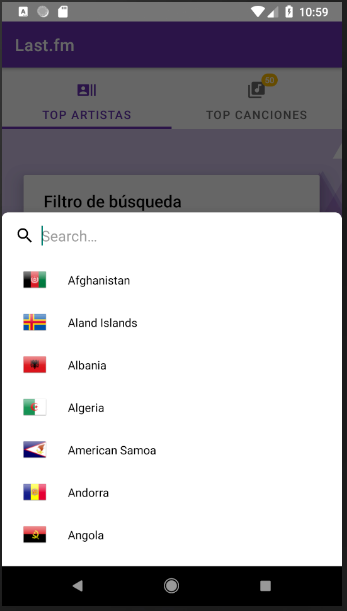 10:59
Last.fm
TOP ARTISTAS
50
TOP CANCIONES
Filtro de búsqueda
Search...
Afghanistan
Aland Islands
Albania
Algeria
American Samoa
Andorra
Angola